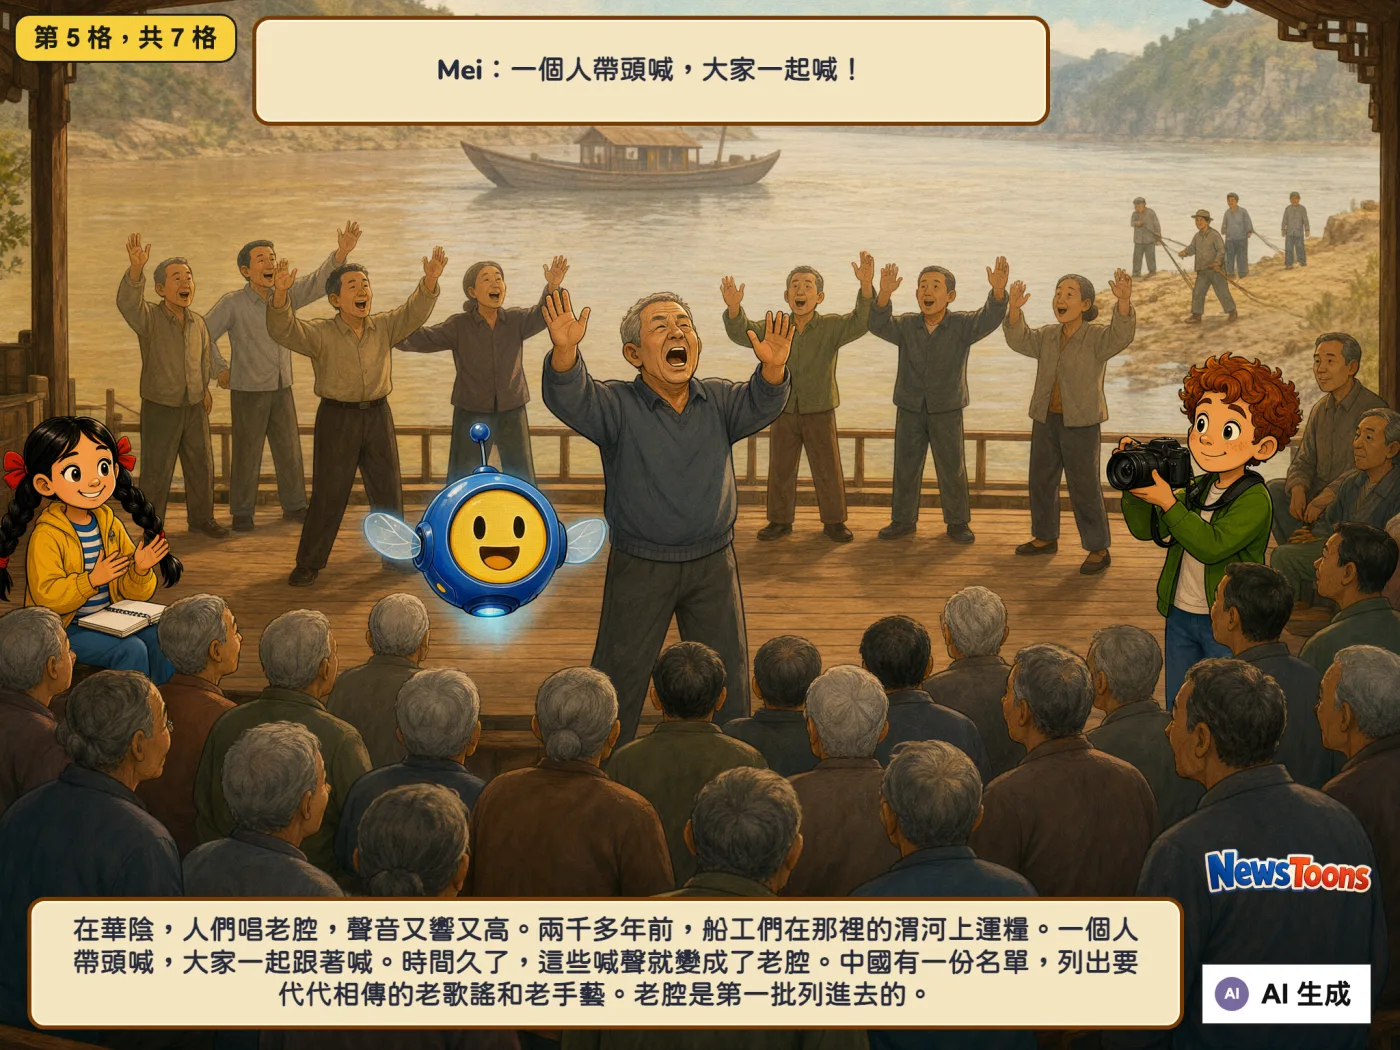 第 5 格，共 7 格
Mei：一個人帶頭喊，大家一起喊！
在華陰，人們唱老腔，聲音又響又高。兩千多年前，船工們在那裡的渭河上運糧。一個人
帶頭喊，大家一起跟著喊。時間久了，這些喊聲就變成了老腔。中國有一份名單，列出要
代代相傳的老歌謠和老手藝。老腔是第一批列進去的。
NewsToons
AI AI 生成